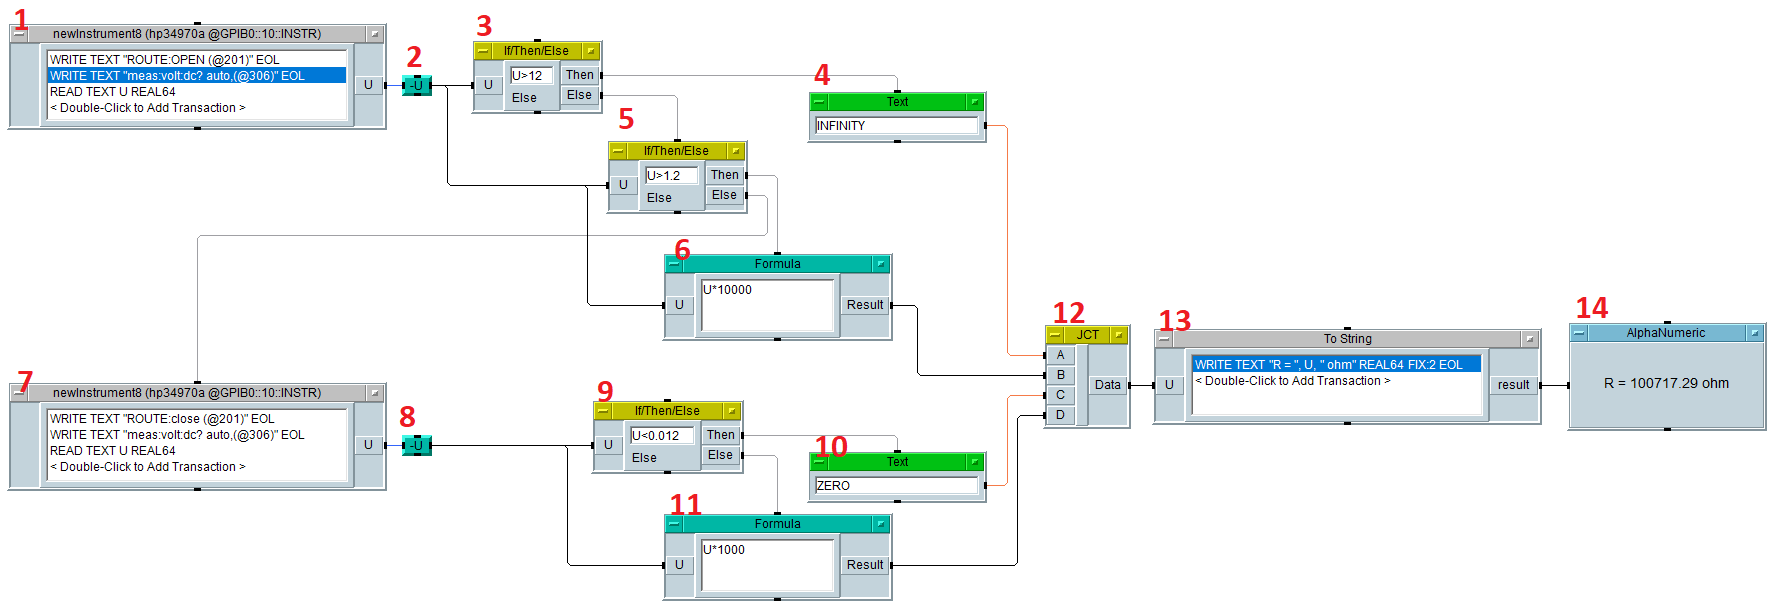 1
newInstrument8 (hp34970a @GPIB0::10::INSTR)
WRITE TEXT "ROUTE:OPEN (@201)" EOL
WRITE TEXT "meas:volt:dc? auto,(@306)" EOL
READ TEXT U REAL64
< Double-Click to Add Transaction >
U
2
-U
3
If/Then/Else
U
U>12
Then
Else
Else
4
Text
INFINITY
5
If/Then/Else
U
U>1.2
Then
Else
Else
6
Formula
U
U*10000
Result
7
newInstrument8 (hp34970a @GPIB0::10::INSTR)
WRITE TEXT "ROUTE:close (@201)" EOL
WRITE TEXT "meas:volt:dc? auto,(@306)" EOL
READ TEXT U REAL64
< Double-Click to Add Transaction >
U
8
-U
9
If/Then/Else
U
U<0.012
Then
Else
Else
10
Text
ZERO
11
Formula
U
U*1000
Result
12
JCT
A
B
C
D
Data
13
To String
U
WRITE TEXT "R = ", U, " ohm" REAL64 FIX:2 EOL
< Double-Click to Add Transaction >
result
14
AlphaNumeric
R = 100717.29 ohm